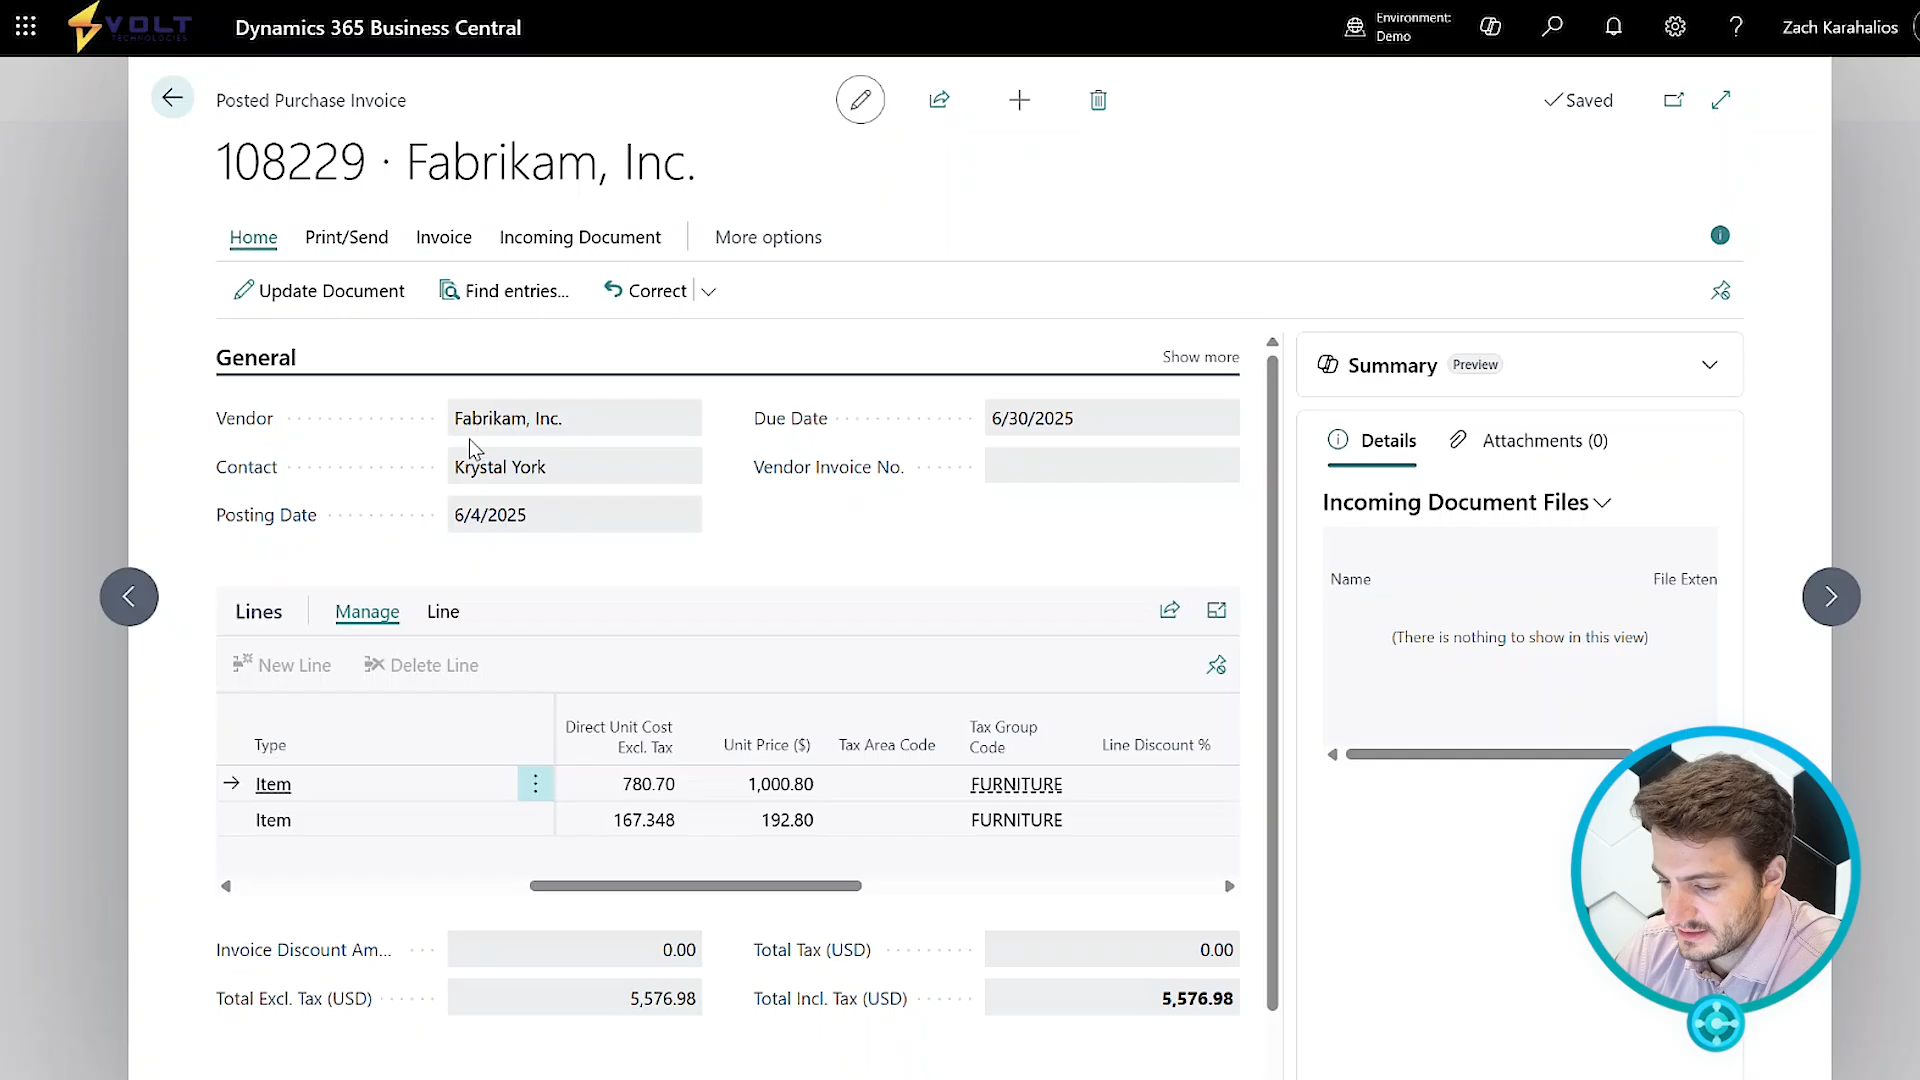 VOLT
TECHNOLOGIES
Dynamics 365 Business Central
Environment:
Demo
Zach Karahalios
Posted Purchase Invoice
Saved
108229 · Fabrikam, Inc.
Home
Print/Send
Invoice
Incoming Document
More options
Update Document
Find entries...
Correct
General
Show more
Vendor
Fabrikam, Inc.
Due Date
6/30/2025
Contact
Krystal York
Vendor Invoice No.
Posting Date
6/4/2025
Summary
Preview
Details
Attachments (0)
Incoming Document Files
Name
File Exten
(There is nothing to show in this view)
Lines
Manage
Line
New Line
Delete Line
Type
Direct Unit Cost
Excl. Tax
Unit Price ($)
Tax Area Code
Tax Group
Code
Line Discount %
Item
780.70
1,000.80
FURNITURE
Item
167.348
192.80
FURNITURE
Invoice Discount Am...
0.00
Total Tax (USD)
0.00
Total Excl. Tax (USD)
5,576.98
Total Incl. Tax (USD)
5,576.98